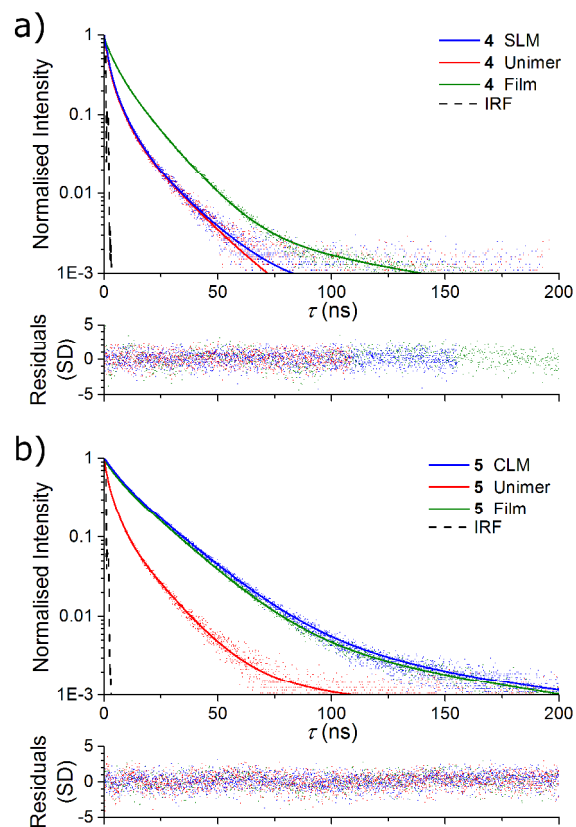 a)
4 SLM
4 Unimer
4 Film
IRF
Normalised Intensity
1
0.1
0.01
1E-3
0 50 100 150 200
τ (ns)
Residuals (SD)
5
0
-5
b)
5 CLM
5 Unimer
5 Film
IRF
Normalised Intensity
1
0.1
0.01
1E-3
0 50 100 150 200
τ (ns)
Residuals (SD)
5
0
-5